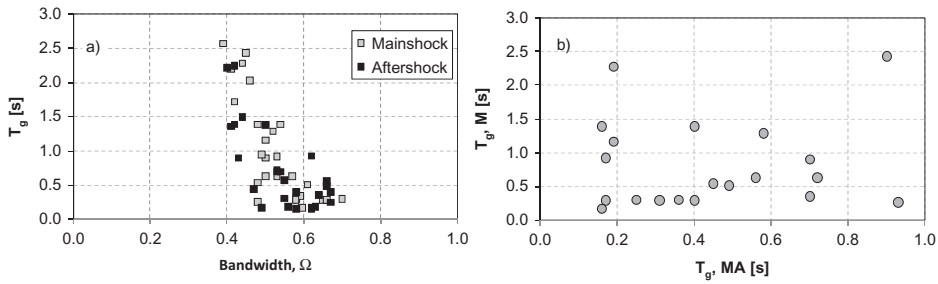 a)
Mainshock
Aftershock
3.0
2.5
2.0
1.5
1.0
0.5
0.0
Tg [s]
0.0 0.2 0.4 0.6 0.8 1.0
Bandwidth, Ω
b)
3.0
2.5
2.0
1.5
1.0
0.5
0.0
Tg, M [s]
0.0 0.2 0.4 0.6 0.8 1.0
Tg, MA [s]